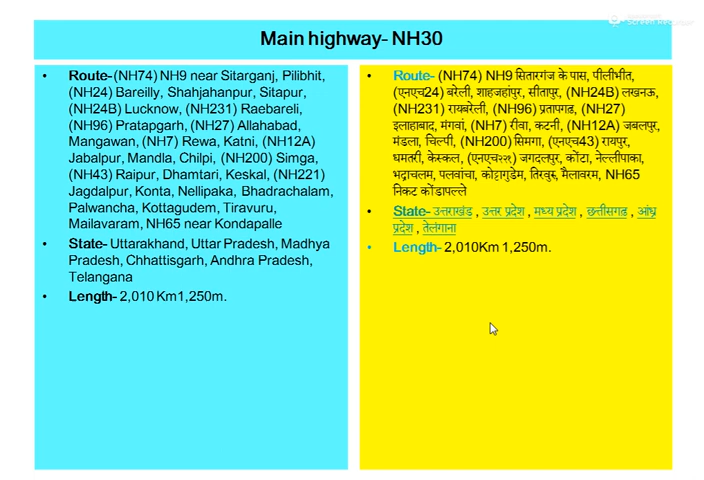 Main highway- NH30
• Route- (NH74) NH9 near Sitarganj, Pilibhit,
(NH24) Bareilly, Shahjahanpur, Sitapur,
(NH24B) Lucknow, (NH231) Raebareli,
(NH96) Pratapgarh, (NH27) Allahabad,
Mangawan, (NH7) Rewa, Katni, (NH12A)
Jabalpur, Mandla, Chilpi, (NH200) Simga,
(NH43) Raipur, Dhamtari, Keskal, (NH221)
Jagdalpur, Konta, Nellipaka, Bhadrachalam,
Palwancha, Kottagudem, Tiravuru,
Mailavaram, NH65 near Kondapalle
• State- Uttarakhand, Uttar Pradesh, Madhya
Pradesh, Chhattisgarh, Andhra Pradesh,
Telangana
• Length- 2,010 Km1,250m.
• Route- (NH74) NH9 सितारगंज के पास, पीलीभीत,
(एनएच24) बरेली, शाहजहांपुर, सीतापुर, (NH24B) लखनऊ,
(NH231) रायबरेली, (NH96) प्रतापगढ़, (NH27)
इलाहाबाद, मंगवां, (NH7) रीवा, कटनी, (NH12A) जबलपुर,
मंडला, चिल्पी, (NH200) सिमगा, (एनएच43) रायपुर,
धमतरी, केस्कल, (एनएच२२१) जगदलपुर, कोंटा, नेल्लीपाका,
भद्राचलम, पलवांचा, कोट्टागुडेम, तिरवुरु, मैलावरम, NH65
निकट कोंडापल्ले
• State- उत्तराखंड , उत्तर प्रदेश , मध्य प्रदेश , छत्तीसगढ़ , आंध्र
प्रदेश , तेलंगाना
• Length- 2,010Km 1,250m.